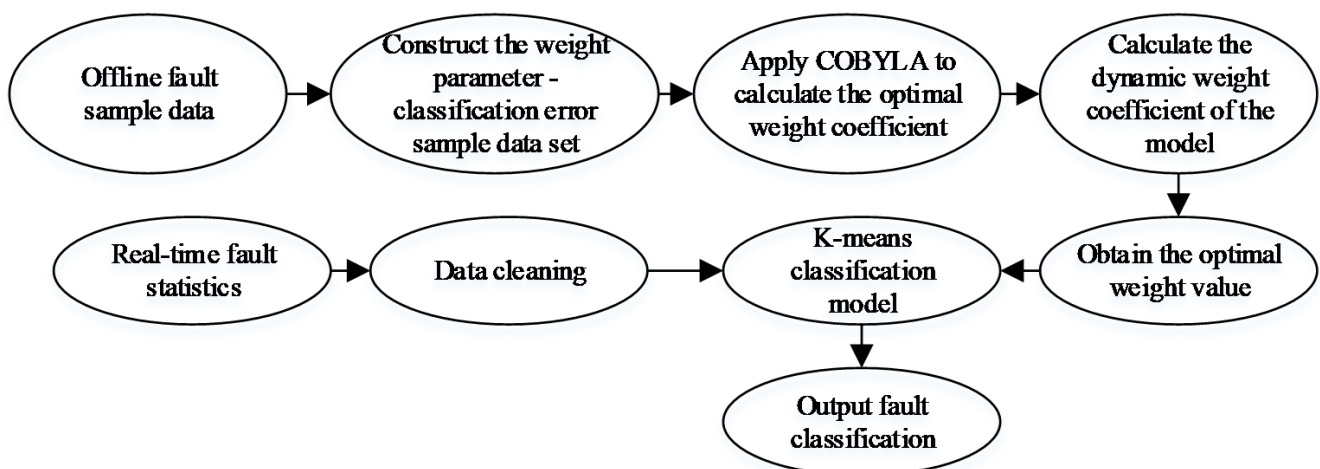 Offline fault
sample data
Construct the weight
parameter -
classification error
sample data set
Apply COBYLA to
calculate the optimal
weight coefficient
Calculate the
dynamic weight
coefficient of the
model
Real-time fault
statistics
Data cleaning
K-means
classification
model
Obtain the optimal
weight value
Output fault
classification